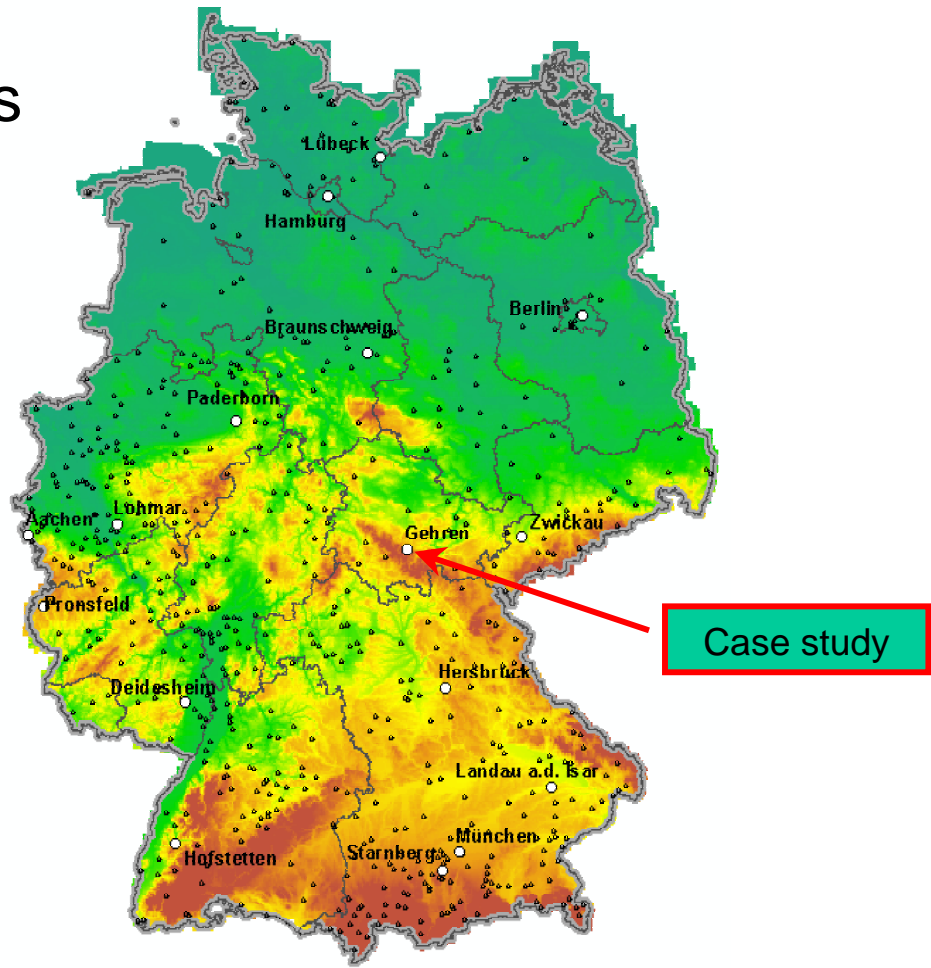 s
Lübeck
Hamburg
Berlin
Braunschweig
Paderborn
Lohmar
Aachen
Gehren
Zwickau
Pronsfeld
Case study
Hersbruck
Deidesheim
Landau a.d. Isar
München
Starnberg
Hofstetten